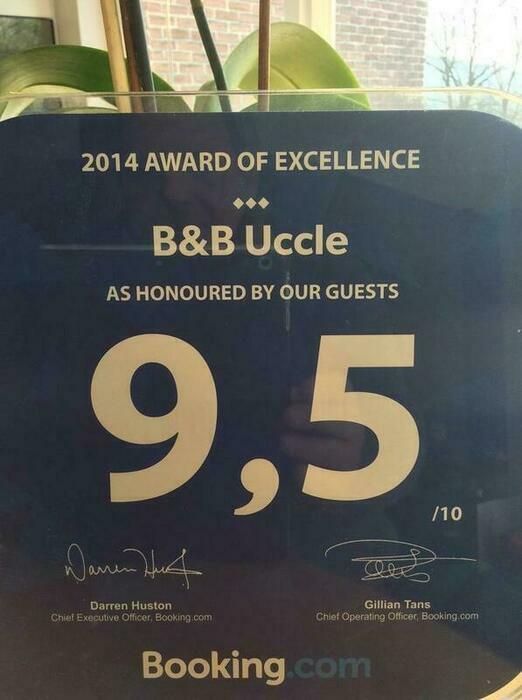 2014 AWARD OF EXCELLENCE
B&B Uccle
AS HONOURED BY OUR GUESTS
9,5
/10
Darren Huston
Gillian Tans
Chief Executive Officer, Booking.com
Chief Operating Officer, Booking.com
Booking.com